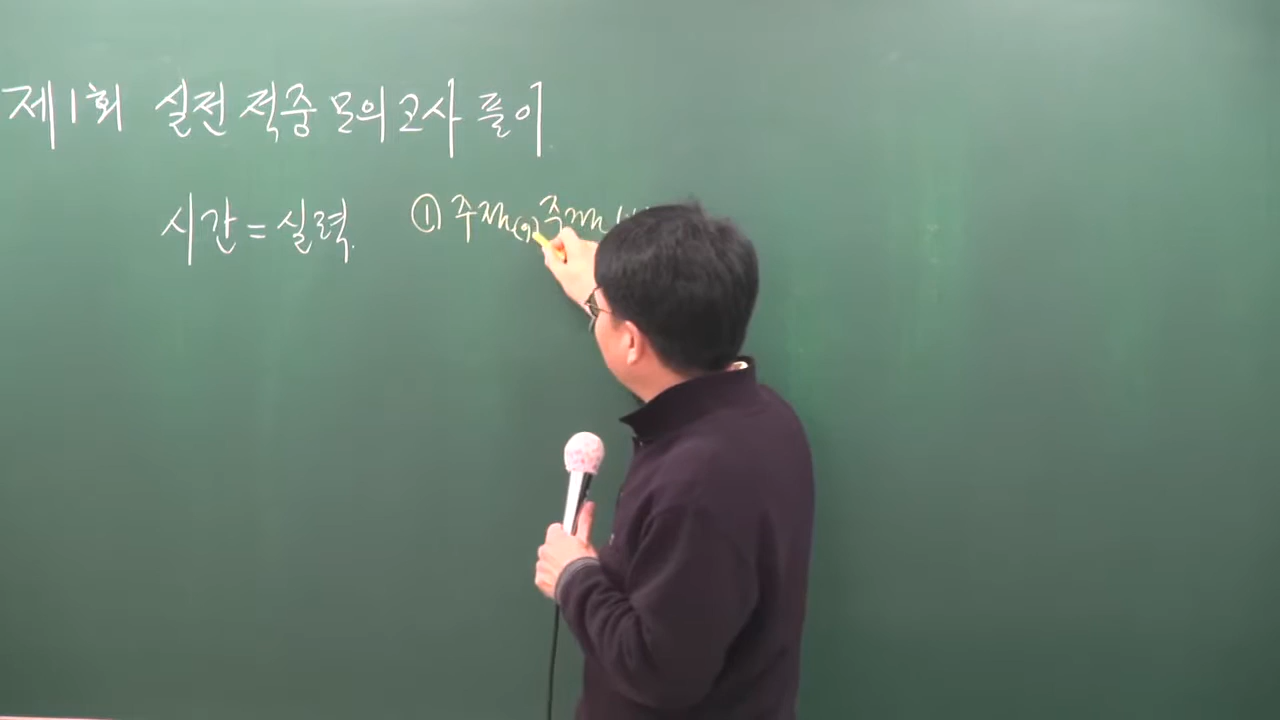 제1회 실전 적중 모의고사 풀이
시간 = 실력. ① 주